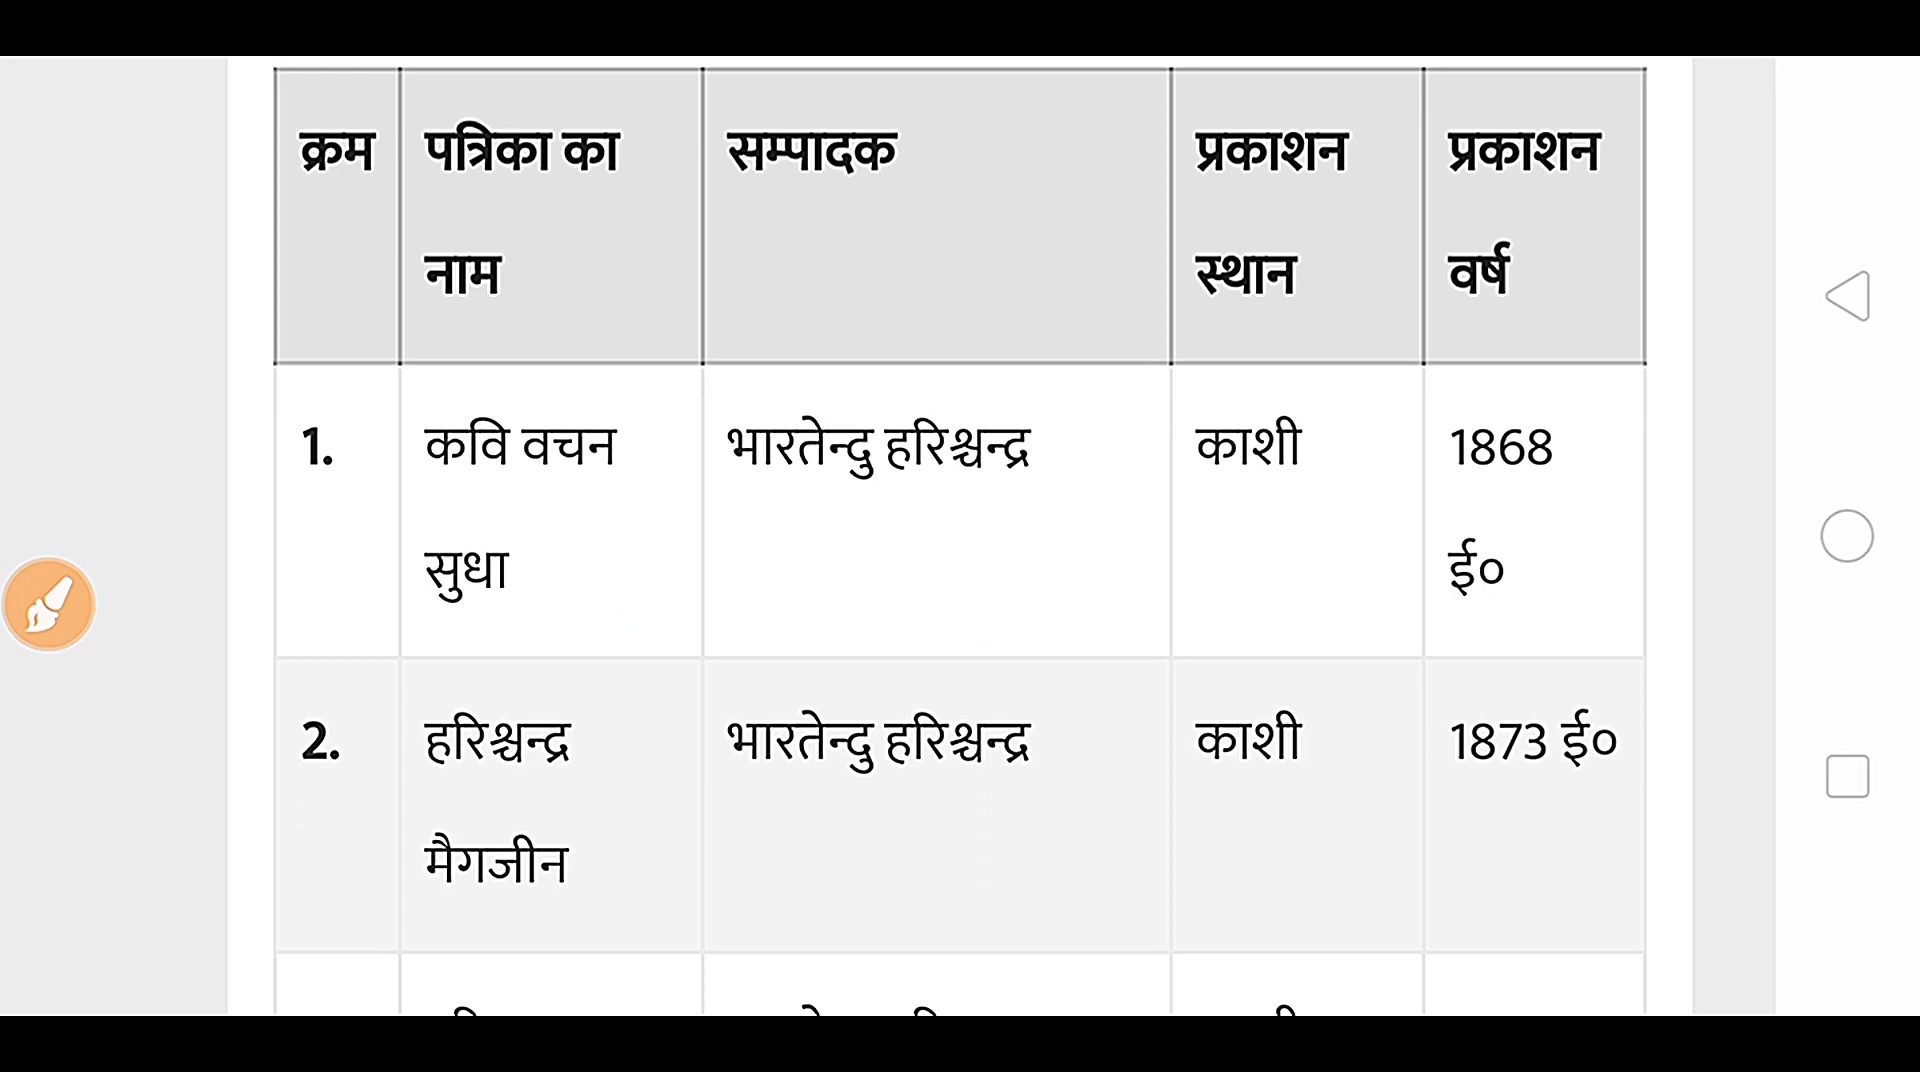 क्रम पत्रिका का सम्पादक प्रकाशन प्रकाशन
नाम स्थान वर्ष
1. कवि वचन भारतेन्दु हरिश्चन्द्र काशी 1868
सुधा ई०
2. हरिश्चन्द्र भारतेन्दु हरिश्चन्द्र काशी 1873 ई०
मैगजीन